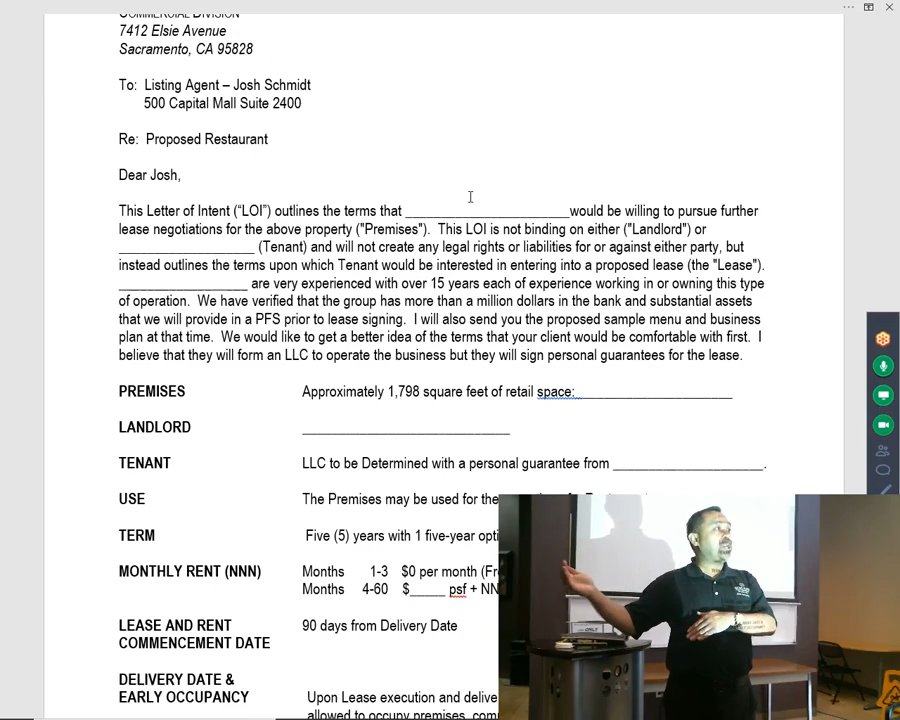 COMMERCIAL DIVISION
7412 Elsie Avenue
Sacramento, CA 95828
To: Listing Agent – Josh Schmidt
500 Capital Mall Suite 2400
Re: Proposed Restaurant
Dear Josh,
This Letter of Intent (“LOI”) outlines the terms that ________________________would be willing to pursue further
lease negotiations for the above property ("Premises"). This LOI is not binding on either ("Landlord") or
____________________ (Tenant) and will not create any legal rights or liabilities for or against either party, but
instead outlines the terms upon which Tenant would be interested in entering into a proposed lease (the "Lease").
___________________ are very experienced with over 15 years each of experience working in or owning this type
of operation. We have verified that the group has more than a million dollars in the bank and substantial assets
that we will provide in a PFS prior to lease signing. I will also send you the proposed sample menu and business
plan at that time. We would like to get a better idea of the terms that your client would be comfortable with first. I
believe that they will form an LLC to operate the business but they will sign personal guarantees for the lease.
PREMISES Approximately 1,798 square feet of retail space:_______________________
LANDLORD _______________________________
TENANT LLC to be Determined with a personal guarantee from ______________________.
USE The Premises may be used for the
TERM Five (5) years with 1 five-year opti
MONTHLY RENT (NNN) Months 1-3 $0 per month (Fr
Months 4-60 $_____ psf + NN
LEASE AND RENT 90 days from Delivery Date
COMMENCEMENT DATE
DELIVERY DATE &
EARLY OCCUPANCY Upon Lease execution and delive
allowed to occupy premises, com